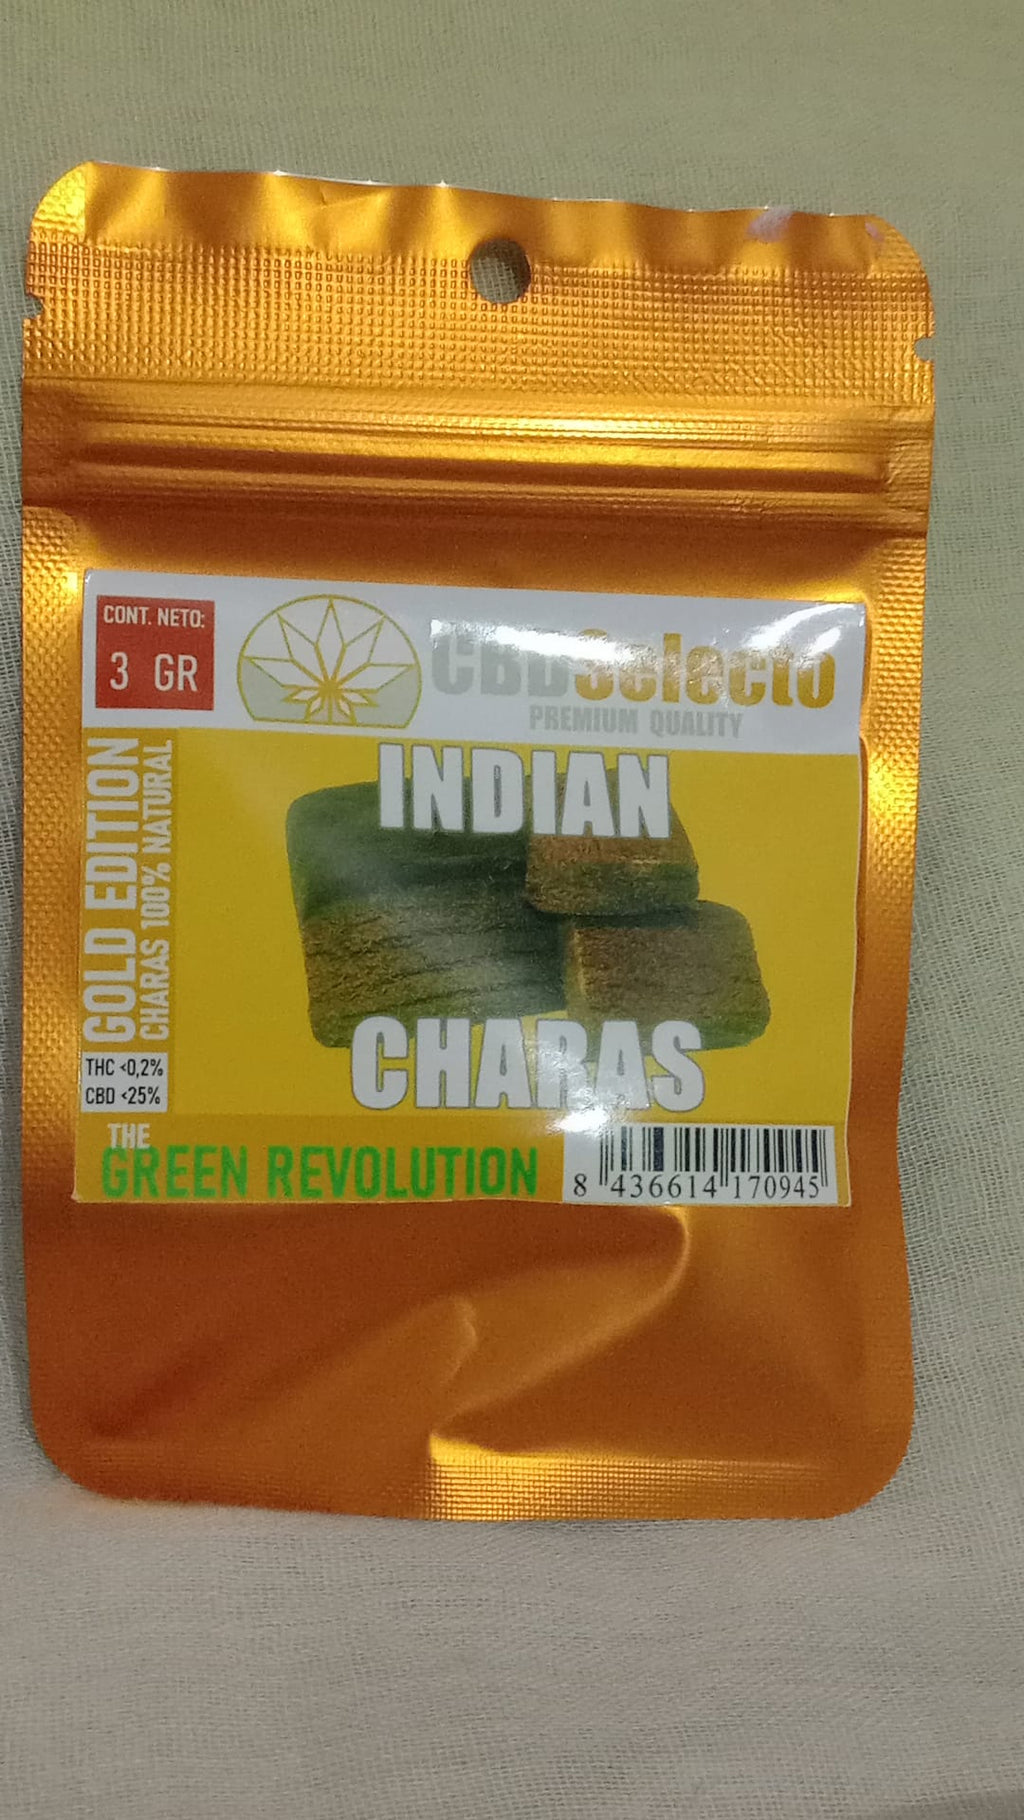 CONT. NETO:
3 GR
CBDSelecto
PREMIUM QUALITY
GOLD EDITION
CHARAS 100% NATURAL
INDIAN
CHARAS
THC <0,2%
CBD <25%
THE
GREEN REVOLUTION
8 436614 170945